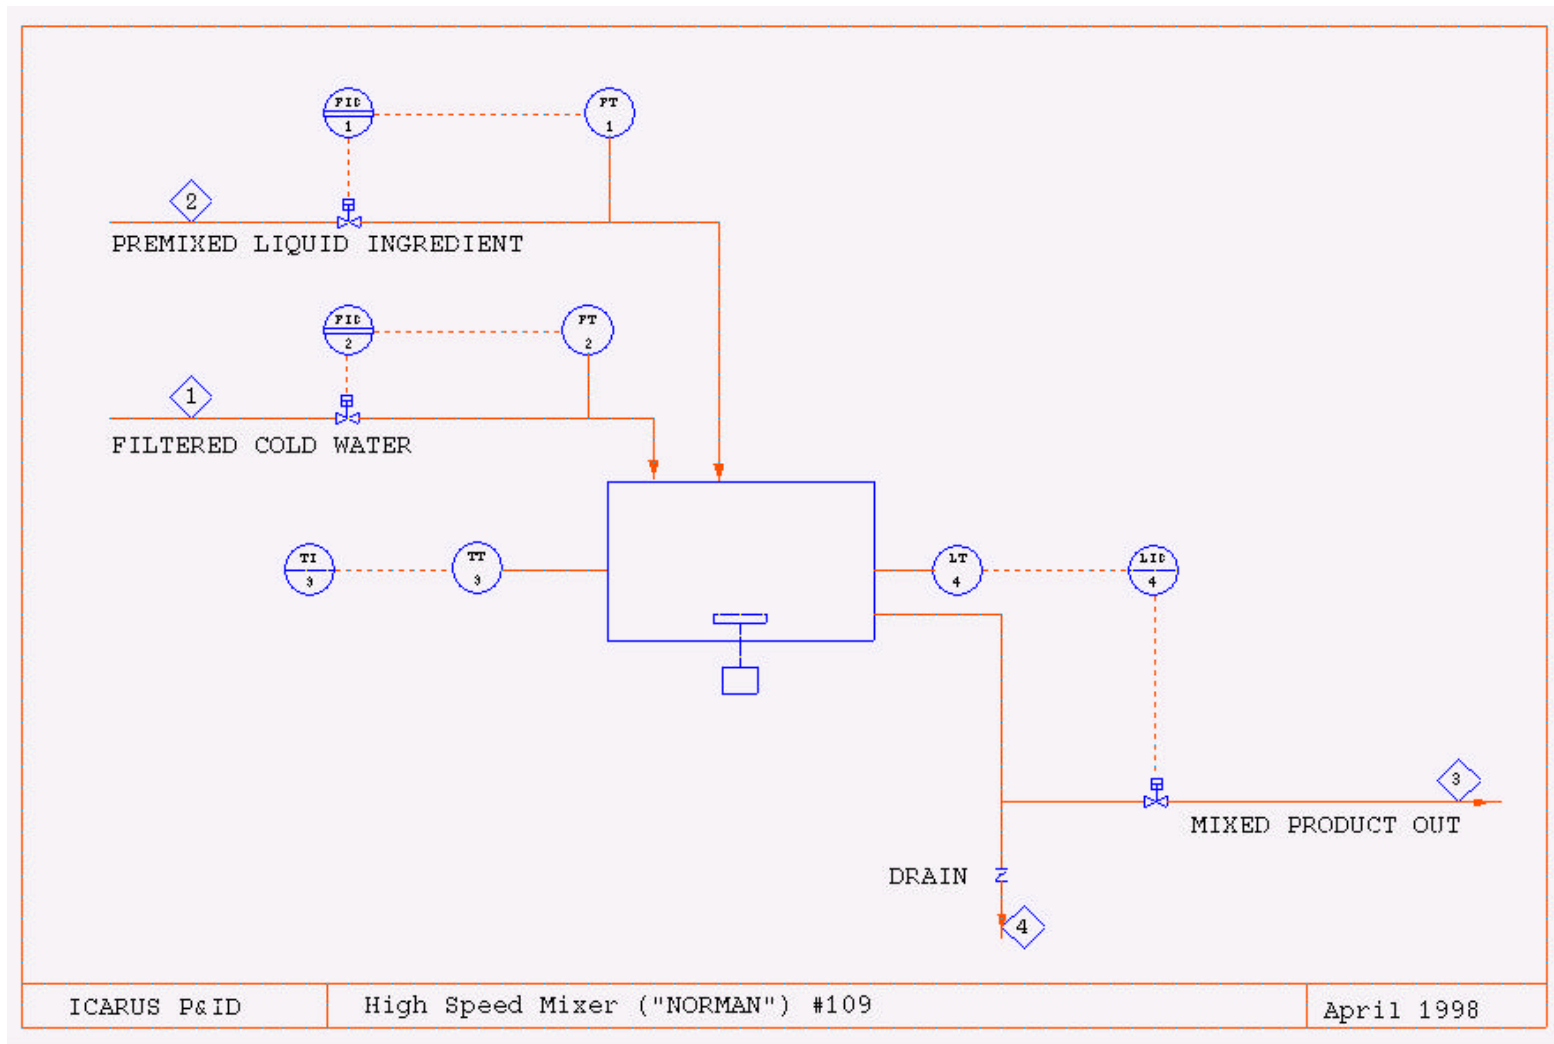 FIC
1
FT
1
2
PREMIXED LIQUID INGREDIENT
FIC
2
FT
2
1
FILTERED COLD WATER
TI
3
TT
3
LT
4
LIC
4
3
MIXED PRODUCT OUT
DRAIN
4
ICARUS P&ID
High Speed Mixer ("NORMAN") #109
April 1998